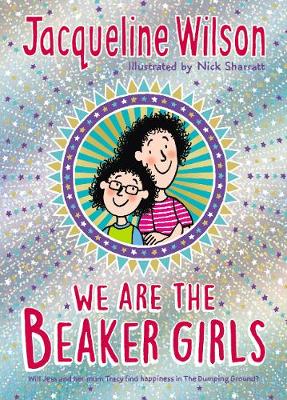 Jacqueline Wilson
Illustrated by Nick Sharratt
WE ARE THE
BEAKER GIRLS
Will Jess and her mum Tracy find happiness in The Dumping Ground?